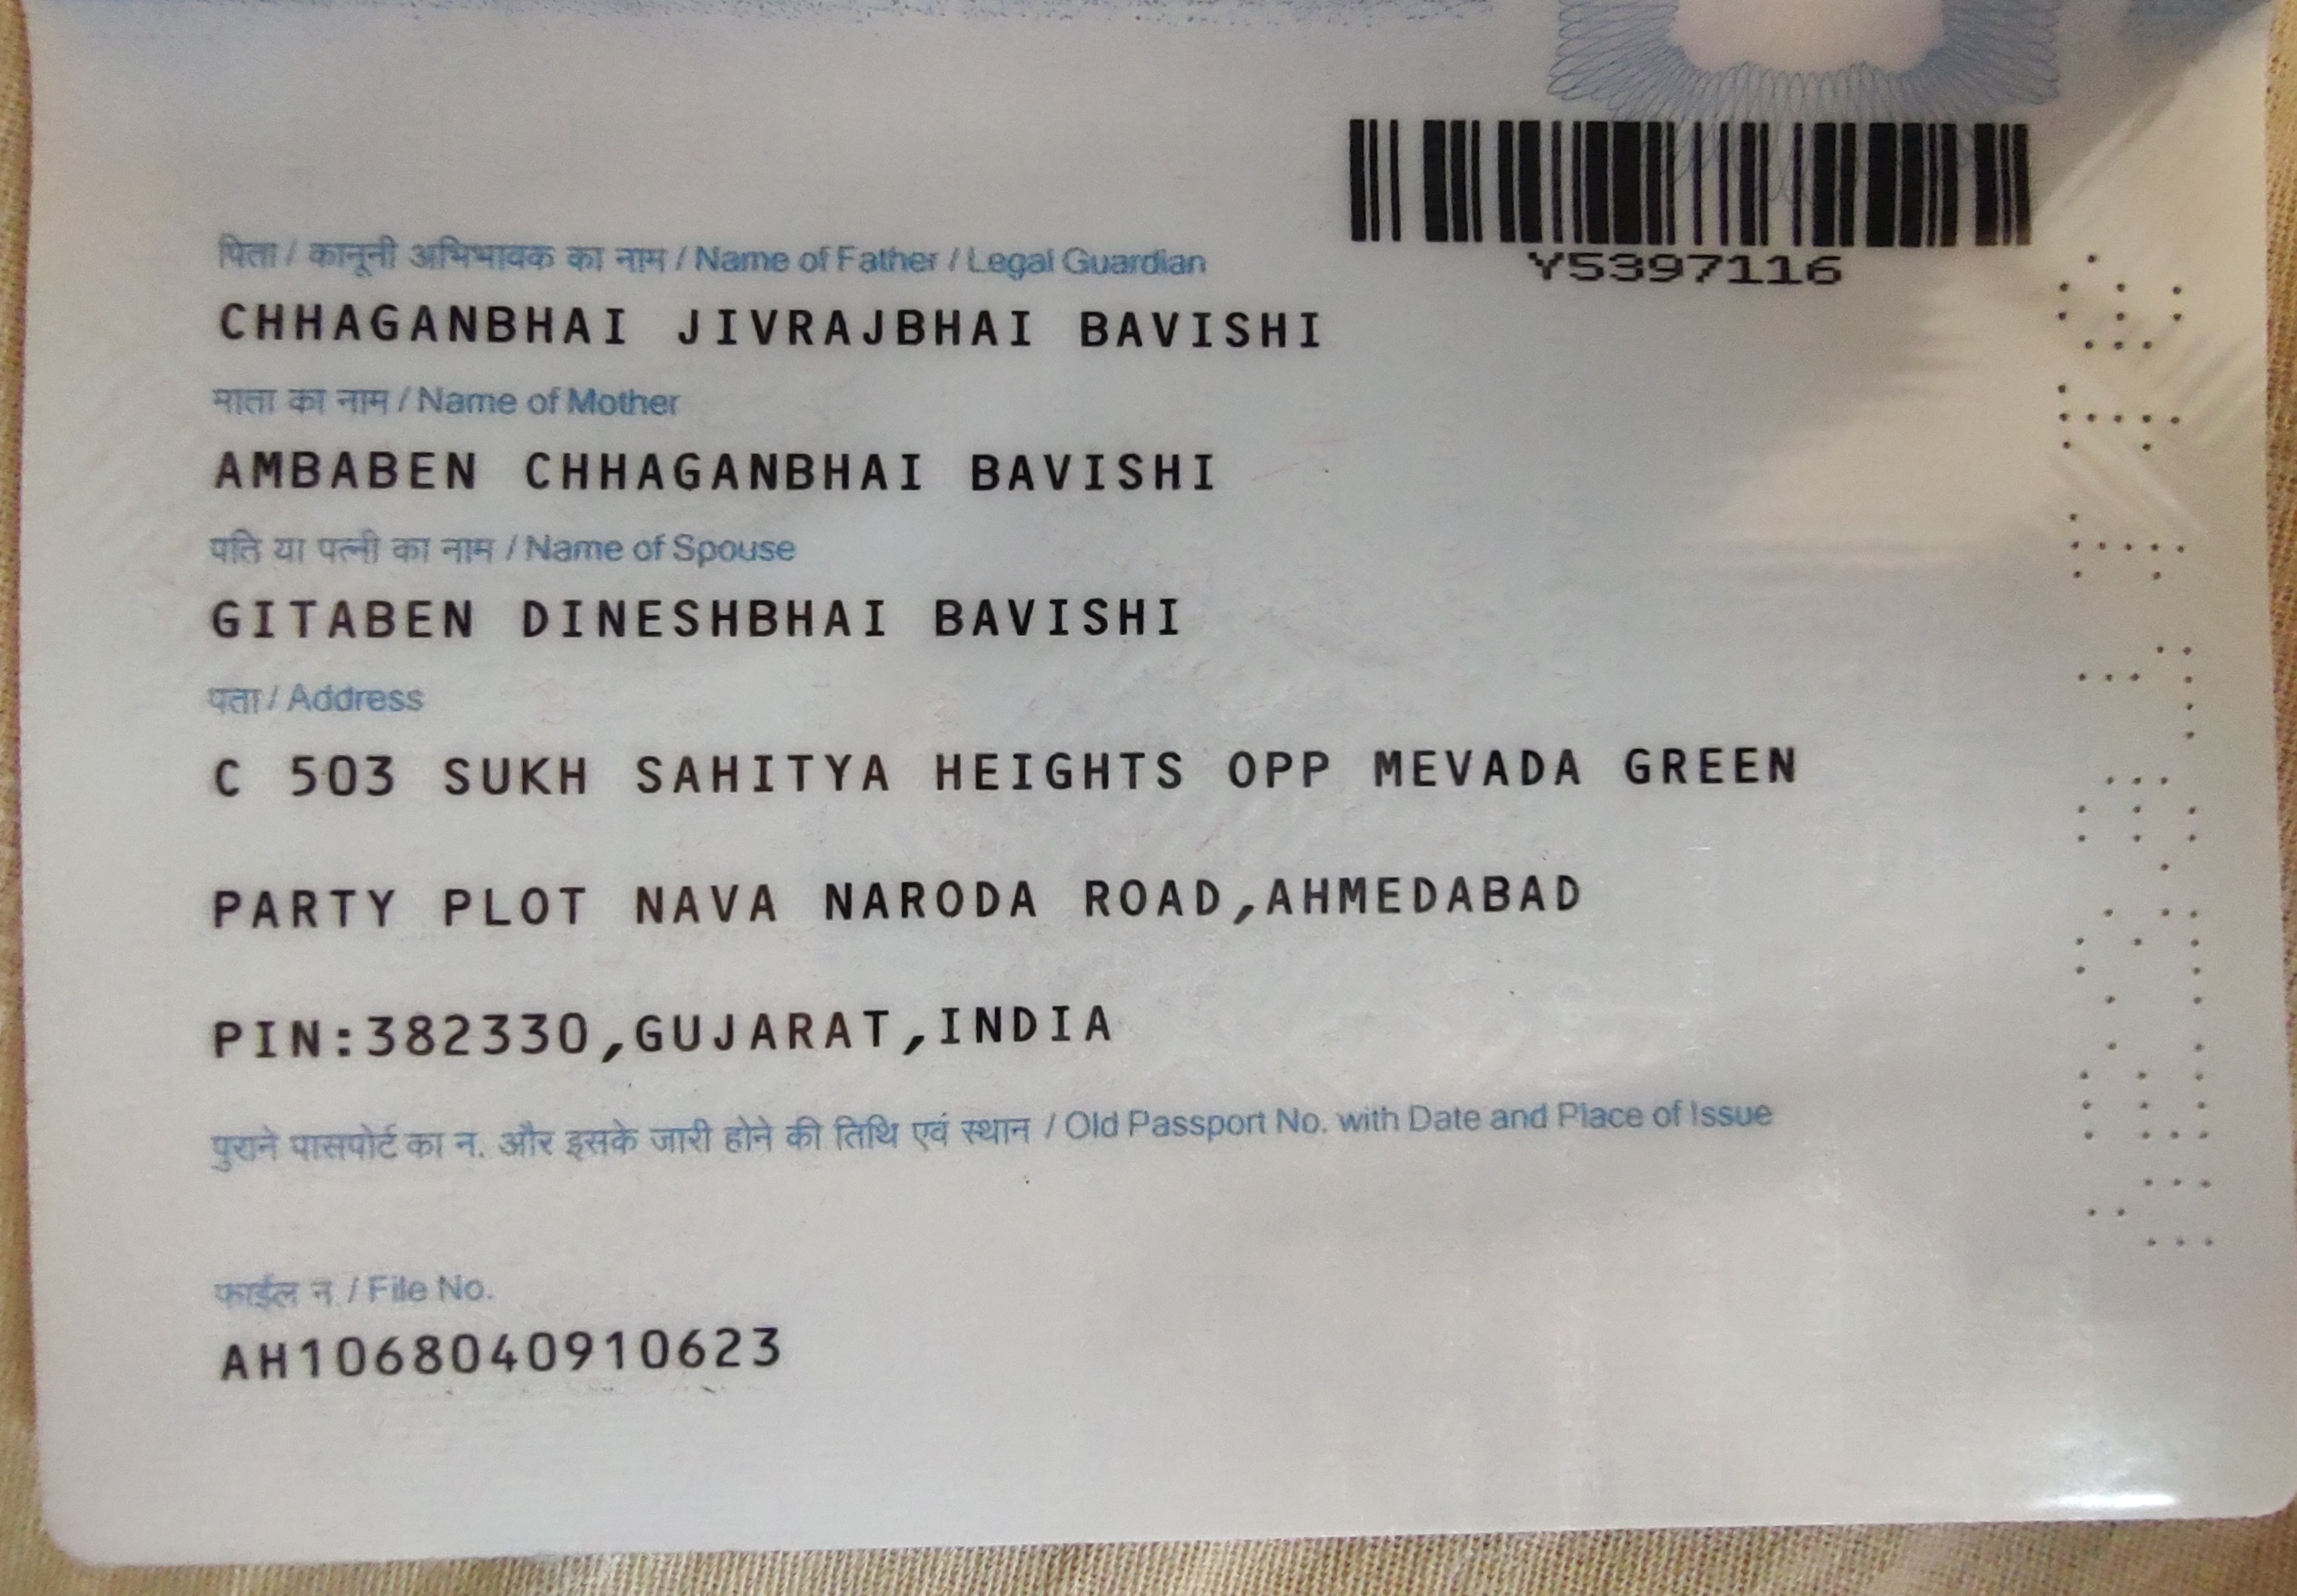 Y5397116
पिता / कानूनी अभिभावक का नाम / Name of Father / Legal Guardian
CHHAGANBHAI JIVRAJBHAI BAVISHI
माता का नाम / Name of Mother
AMBABEN CHHAGANBHAI BAVISHI
पति या पत्नी का नाम / Name of Spouse
GITABEN DINESHBHAI BAVISHI
पता / Address
C 503 SUKH SAHITYA HEIGHTS OPP MEVADA GREEN
PARTY PLOT NAVA NARODA ROAD,AHMEDABAD
PIN:382330,GUJARAT,INDIA
पुराने पासपोर्ट का न. और इसके जारी होने की तिथि एवं स्थान / Old Passport No. with Date and Place of Issue
फाईल न. / File No.
AH1068040910623